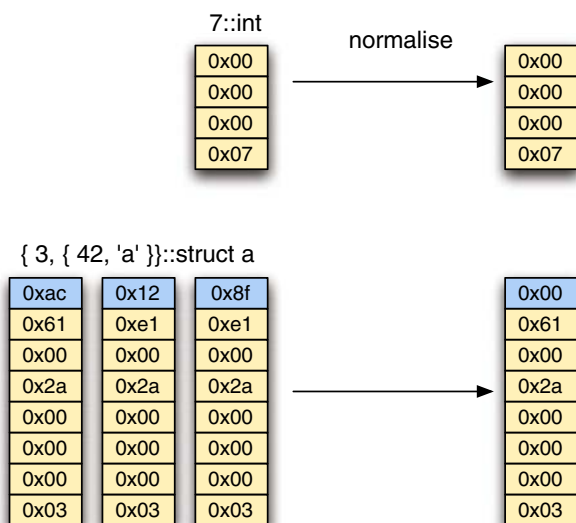 7::int
normalise
0x00 0x00
0x00 0x00
0x00 0x00
0x07 0x07
{ 3, { 42, 'a' }}::struct a
0xac 0x12 0x8f 0x00
0x61 0xe1 0xe1 0x61
0x00 0x00 0x00 0x00
0x2a 0x2a 0x2a 0x2a
0x00 0x00 0x00 0x00
0x00 0x00 0x00 0x00
0x00 0x00 0x00 0x00
0x03 0x03 0x03 0x03